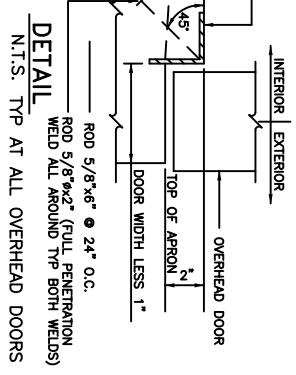 INTERIOR
EXTERIOR
OVERHEAD DOOR
45°
2"
TOP OF APRON
DOOR WIDTH LESS 1"
ROD 5/8"x6" @ 24" O.C.
ROD 5/8"øx2" (FULL PENETRATION
WELD ALL AROUND TYP BOTH WELDS)
DETAIL
N.T.S. TYP AT ALL OVERHEAD DOORS